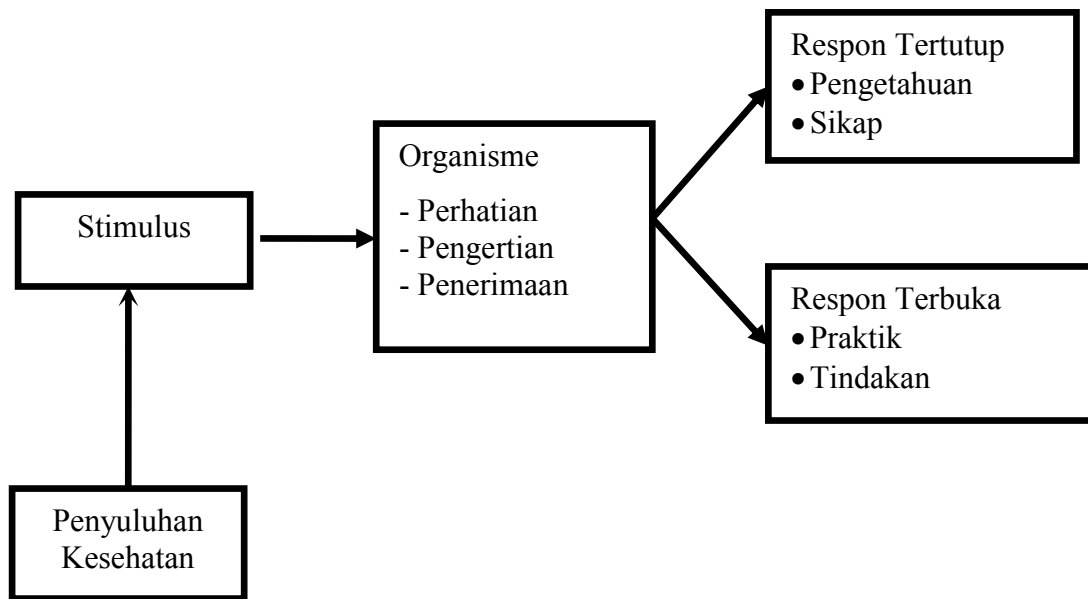 Penyuluhan
Kesehatan
Stimulus
Organisme
- Perhatian
- Pengertian
- Penerimaan
Respon Tertutup
• Pengetahuan
• Sikap
Respon Terbuka
• Praktik
• Tindakan